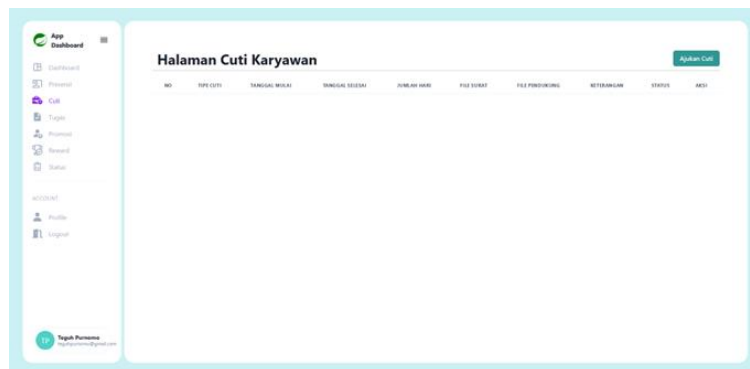 App
Dashboard
Halaman Cuti Karyawan
Ajukan Cuti
Dashboard
Presensi
Cuti
Tugas
Promosi
Reward
Status
NO TIPE CUTI TANGGAL MULAI TANGGAL SELESAI JUMLAH HARI FILE SURAT FILE PENDUKUNG KETERANGAN STATUS AKSI
ACCOUNT
Profile
Logout
TP
Teguh Purnomo